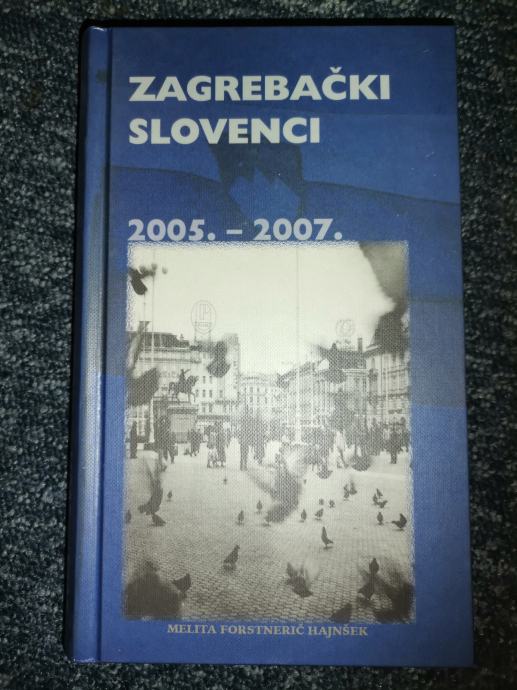 ZAGREBAČKI
SLOVENCI
2005. – 2007.
MELITA FORSTNERIČ HAJNŠEK